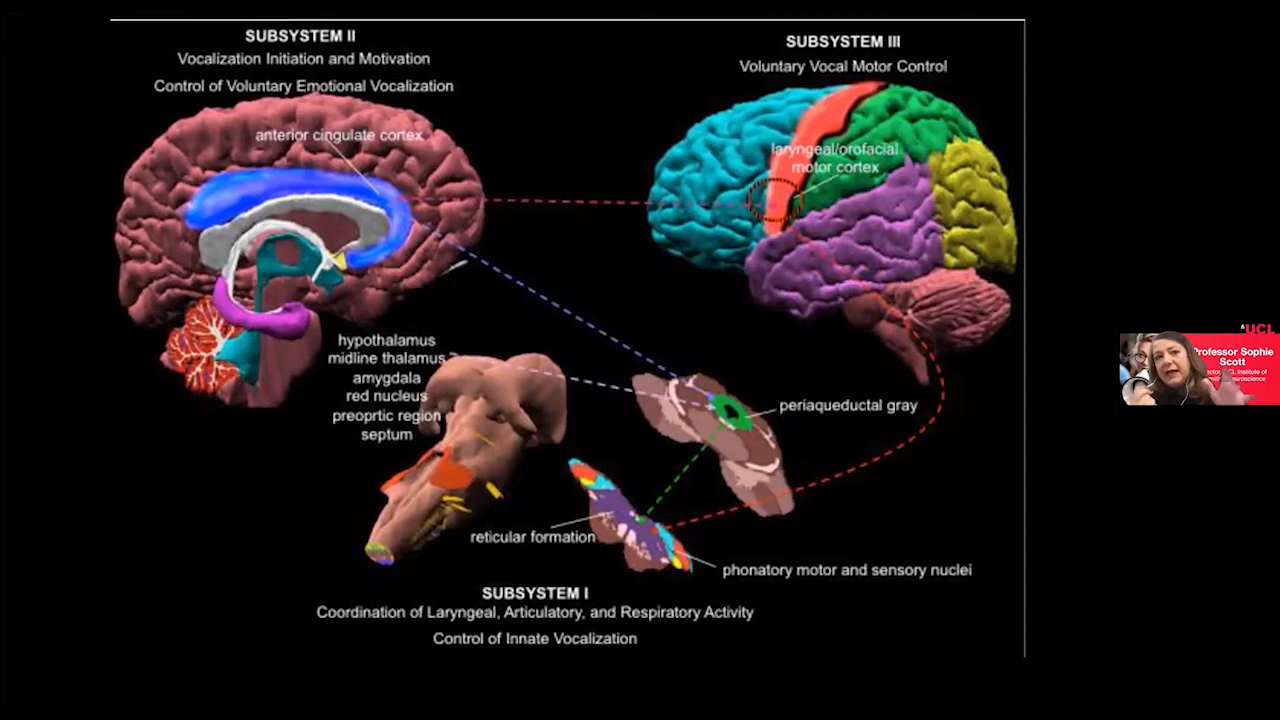 SUBSYSTEM II
Vocalization Initiation and Motivation
Control of Voluntary Emotional Vocalization
anterior cingulate cortex
SUBSYSTEM III
Voluntary Vocal Motor Control
laryngeal/orofacial
motor cortex
hypothalamus
midline thalamus
amygdala
red nucleus
preoprtic region
septum
periaqueductal gray
reticular formation
phonatory motor and sensory nuclei
SUBSYSTEM I
Coordination of Laryngeal, Articulatory, and Respiratory Activity
Control of Innate Vocalization
UCL
Professor Sophie
Scott
UCL Institute of